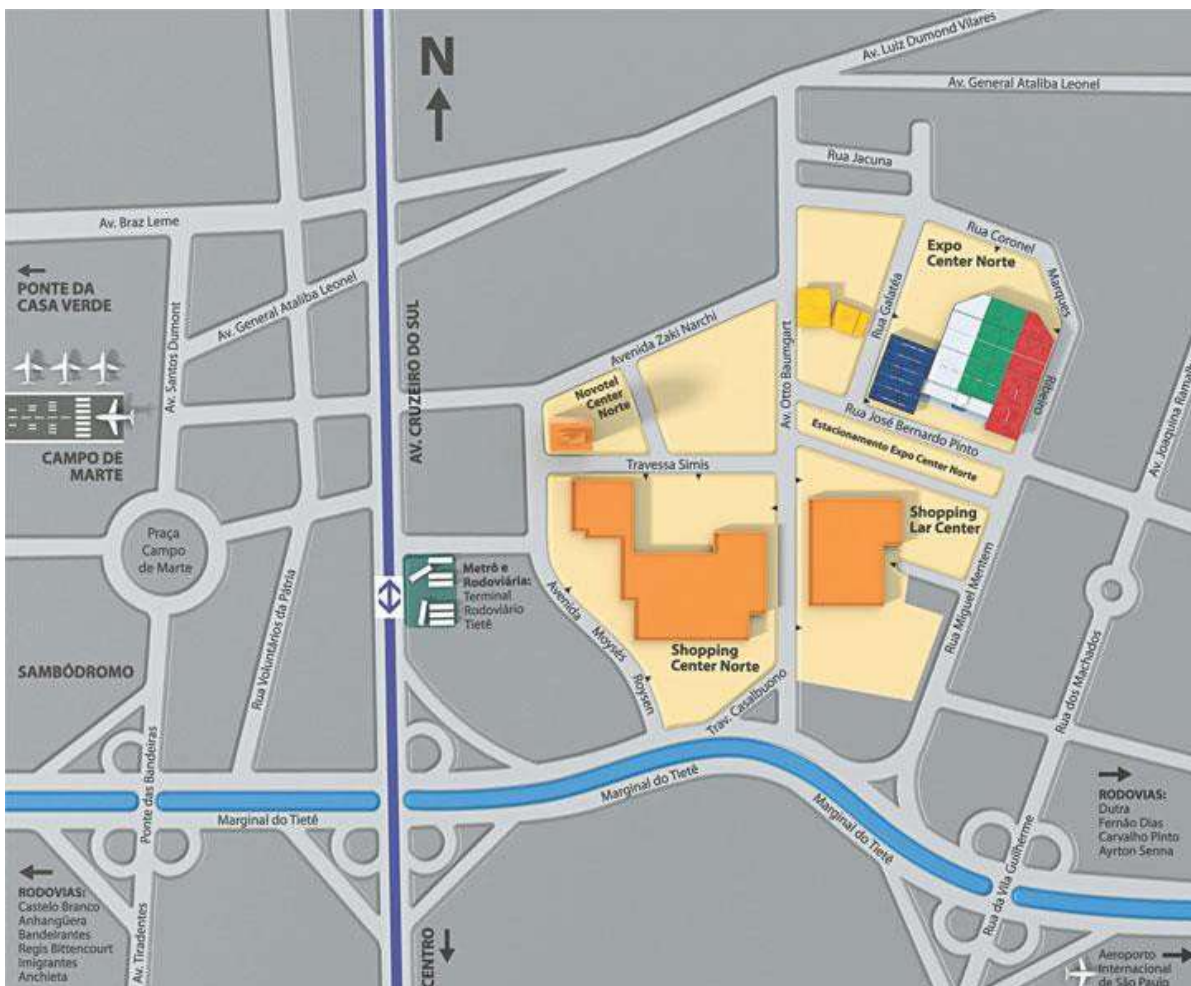 N
Av. Luiz Dumond Vilares
Av. General Ataliba Leonel
Rua Jacuna
Av. Braz Leme
Rua Coronel
Marques
Ribeiro
Expo
Center Norte
PONTE DA
CASA VERDE
Av. Santos Dumont
Av. General Ataliba Leonel
AV. CRUZEIRO DO SUL
Avenida Zaki Narchi
Av. Otto Baumgart
Rua Galatéa
Novotel
Center
Norte
Rua José Bernardo Pinto
Estacionamento Expo Center Norte
Av. Joaquina Ramalho
CAMPO DE
MARTE
Travessa Simis
Praça
Campo
de Marte
Shopping
Lar Center
Metrô e
Rodoviária:
Terminal
Rodoviário
Tietê
Rua Voluntários da Pátria
Avenida
Moysés
Roysen
Rua Miguel Mentem
SAMBÓDROMO
Shopping
Center Norte
Trav. Casalbuono
Rua dos Machados
Ponte das Bandeiras
Marginal do Tietê
Marginal do Tietê
Marginal do Tietê
RODOVIAS:
Dutra
Fernão Dias
Carvalho Pinto
Ayrton Senna
Rua da Vila Guilherme
RODOVIAS:
Castelo Branco
Anhangüera
Bandeirantes
Regis Bittencourt
Imigrantes
Anchieta
Av. Tiradentes
CENTRO
Aeroporto
Internacional
de São Paulo